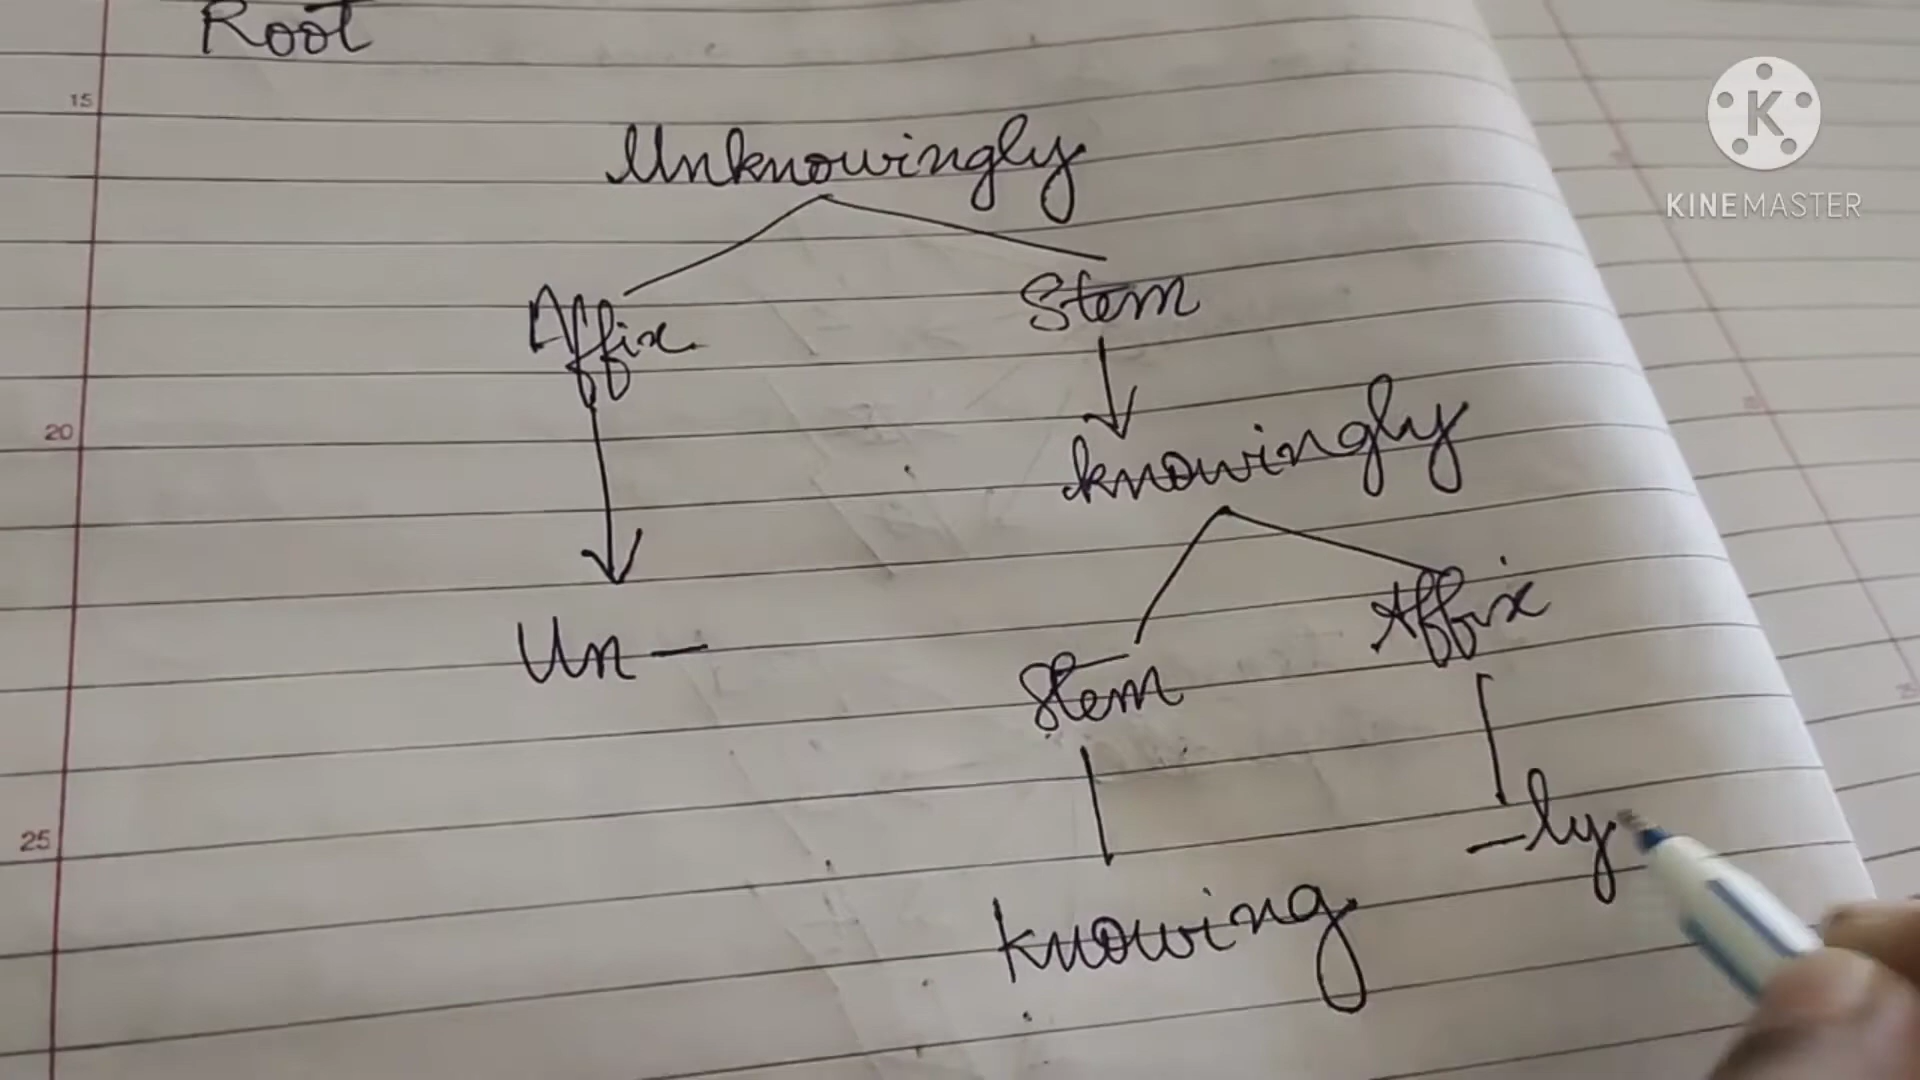 Root
15
Unknowingly
K
KINEMASTER
Affix
Stem
20
knowingly
Affix
Un -
Stem
- ly
25
knowing